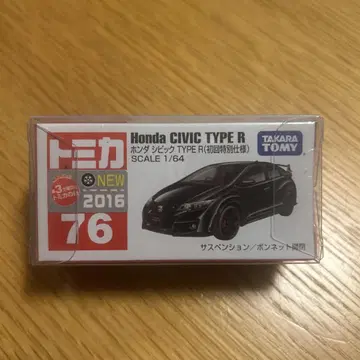 トミカ
Honda CIVIC TYPE R
ホンダ シビック TYPE R(初回特別仕様)
SCALE 1/64
TAKARA
TOMY
NEW
2016
76
サスペンション/ボンネット開閉